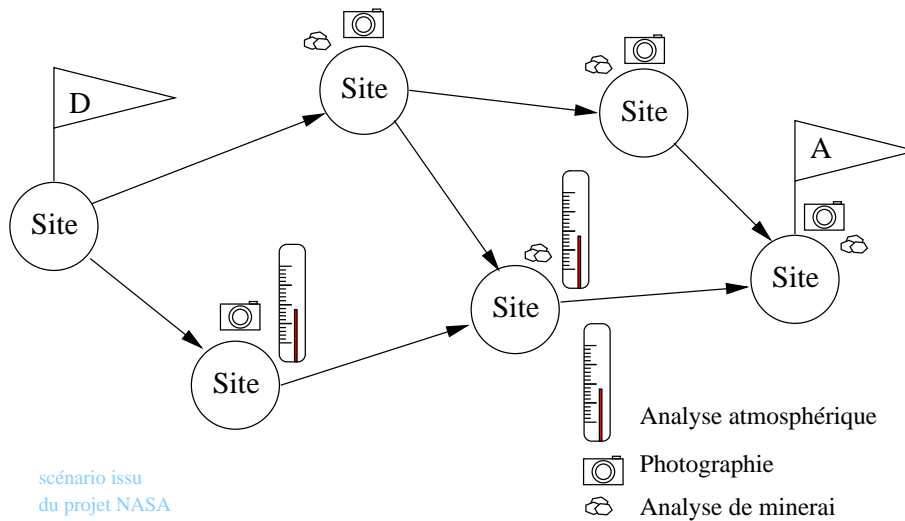 Site
Site
D
A
Site
Site
Site
Site
Analyse atmosphérique
Photographie
Analyse de minerai
scénario issu
du projet NASA